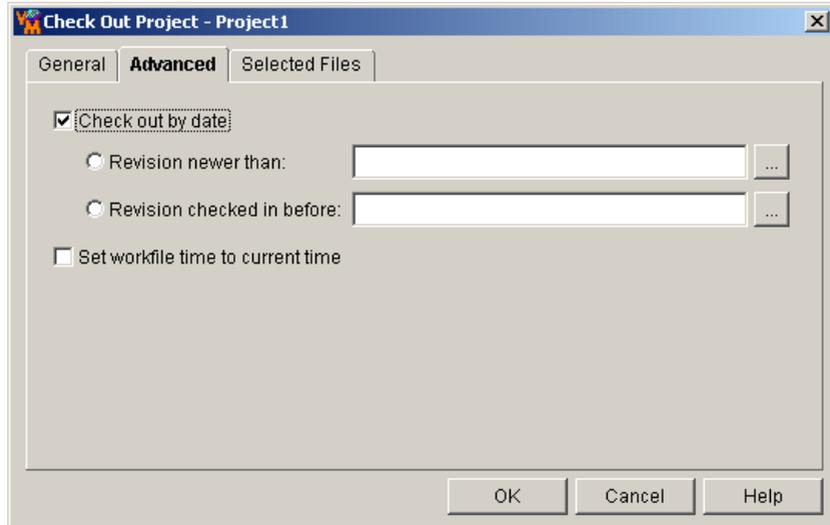 Check Out Project - Project1
General Advanced Selected Files
Check out by date
Revision newer than: ...
Revision checked in before: ...
Set workfile time to current time
OK Cancel Help